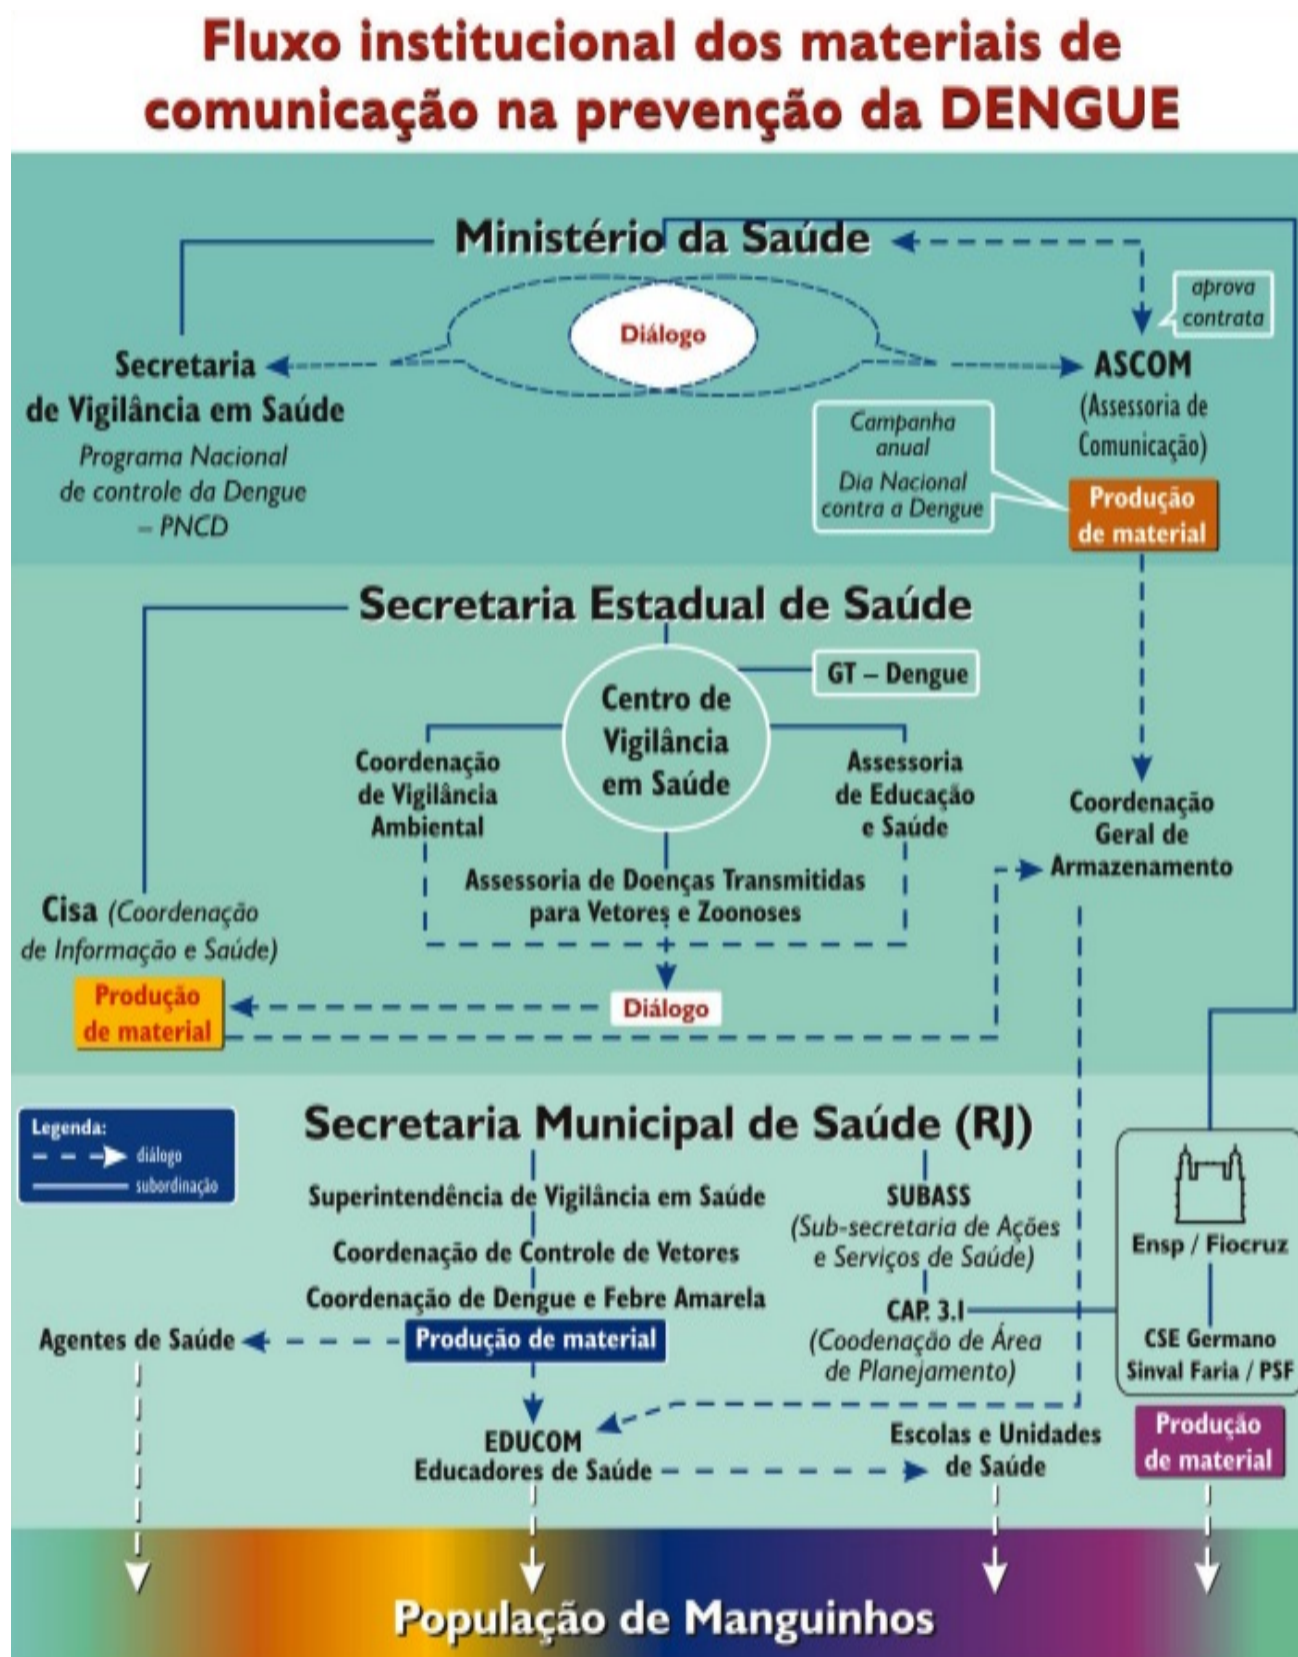 Fluxo institucional dos materiais de
comunicação na prevenção da DENGUE
Ministério da Saúde
Diálogo
aprova
contrata
Secretaria
de Vigilância em Saúde
Programa Nacional
de controle da Dengue
– PNCD
ASCOM
(Assessoria de
Comunicação)
Campanha
anual
Dia Nacional
contra a Dengue
Produção
de material
Secretaria Estadual de Saúde
GT – Dengue
Centro de
Vigilância
em Saúde
Coordenação
de Vigilância
Ambiental
Assessoria
de Educação
e Saúde
Coordenação
Geral de
Armazenamento
Assessoria de Doenças Transmitidas
para Vetores e Zoonoses
Cisa (Coordenação
de Informação e Saúde)
Produção
de material
Diálogo
Secretaria Municipal de Saúde (RJ)
Legenda:
diálogo
subordinação
Superintendência de Vigilância em Saúde
Coordenação de Controle de Vetores
Coordenação de Dengue e Febre Amarela
Produção de material
SUBASS
(Sub-secretaria de Ações
e Serviços de Saúde)
CAP. 3.1
(Coodenação de Área
de Planejamento)
Ensp / Fiocruz
CSE Germano
Sinval Faria / PSF
Produção
de material
Agentes de Saúde
EDUCOM
Educadores de Saúde
Escolas e Unidades
de Saúde
População de Manguinhos